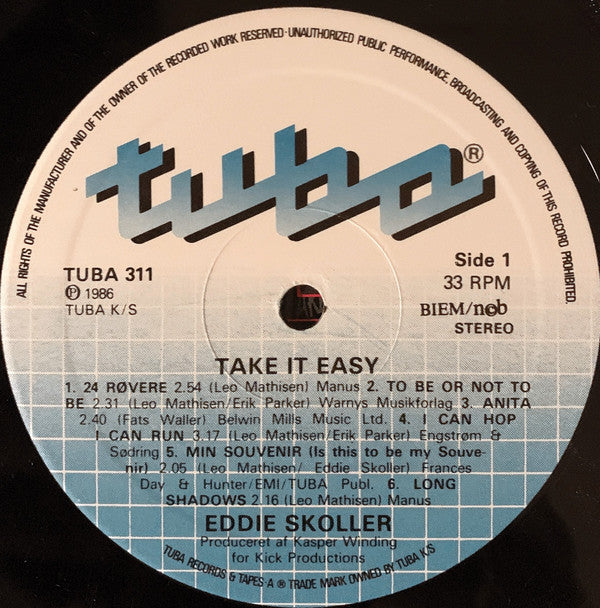 ALL RIGHTS OF THE MANUFACTURER AND OF THE OWNER OF THE RECORDED WORK RESERVED · UNAUTHORIZED PUBLIC PERFORMANCE, BROADCASTING AND COPYING OF THIS RECORD PROHIBITED.
tuba®
TUBA 311
Ⓟ 1986
TUBA K/S
Side 1
33 RPM
BIEM/ncb
STEREO
TAKE IT EASY
1. 24 RØVERE 2.54 (Leo Mathisen) Manus 2. TO BE OR NOT TO
BE 2.31 (Leo Mathisen/Erik Parker) Warnys Musikforlag 3. ANITA
2.40 (Fats Waller) Belwin Mills Music Ltd. 4. I CAN HOP
I CAN RUN 3.17 (Leo Mathisen/Erik Parker) Engstrøm &
Sødring 5. MIN SOUVENIR (Is this to be my Souve-
nir) 2.05 (Leo Mathisen/ Eddie Skoller) Frances
Day & Hunter/EMI/TUBA Publ. 6. LONG
SHADOWS 2.16 (Leo Mathisen) Manus
EDDIE SKOLLER
Produceret af Kasper Winding
for Kick Productions
TUBA RECORDS & TAPES · A ® TRADE MARK OWNED BY TUBA K/S